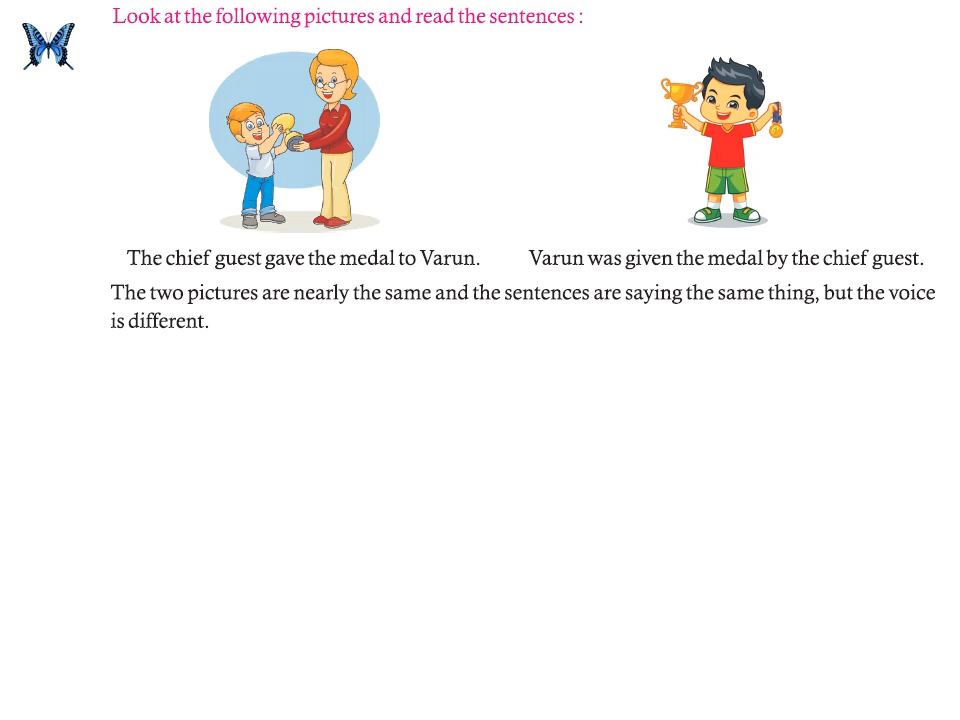 Look at the following pictures and read the sentences :
The chief guest gave the medal to Varun.
Varun was given the medal by the chief guest.
The two pictures are nearly the same and the sentences are saying the same thing, but the voice
is different.